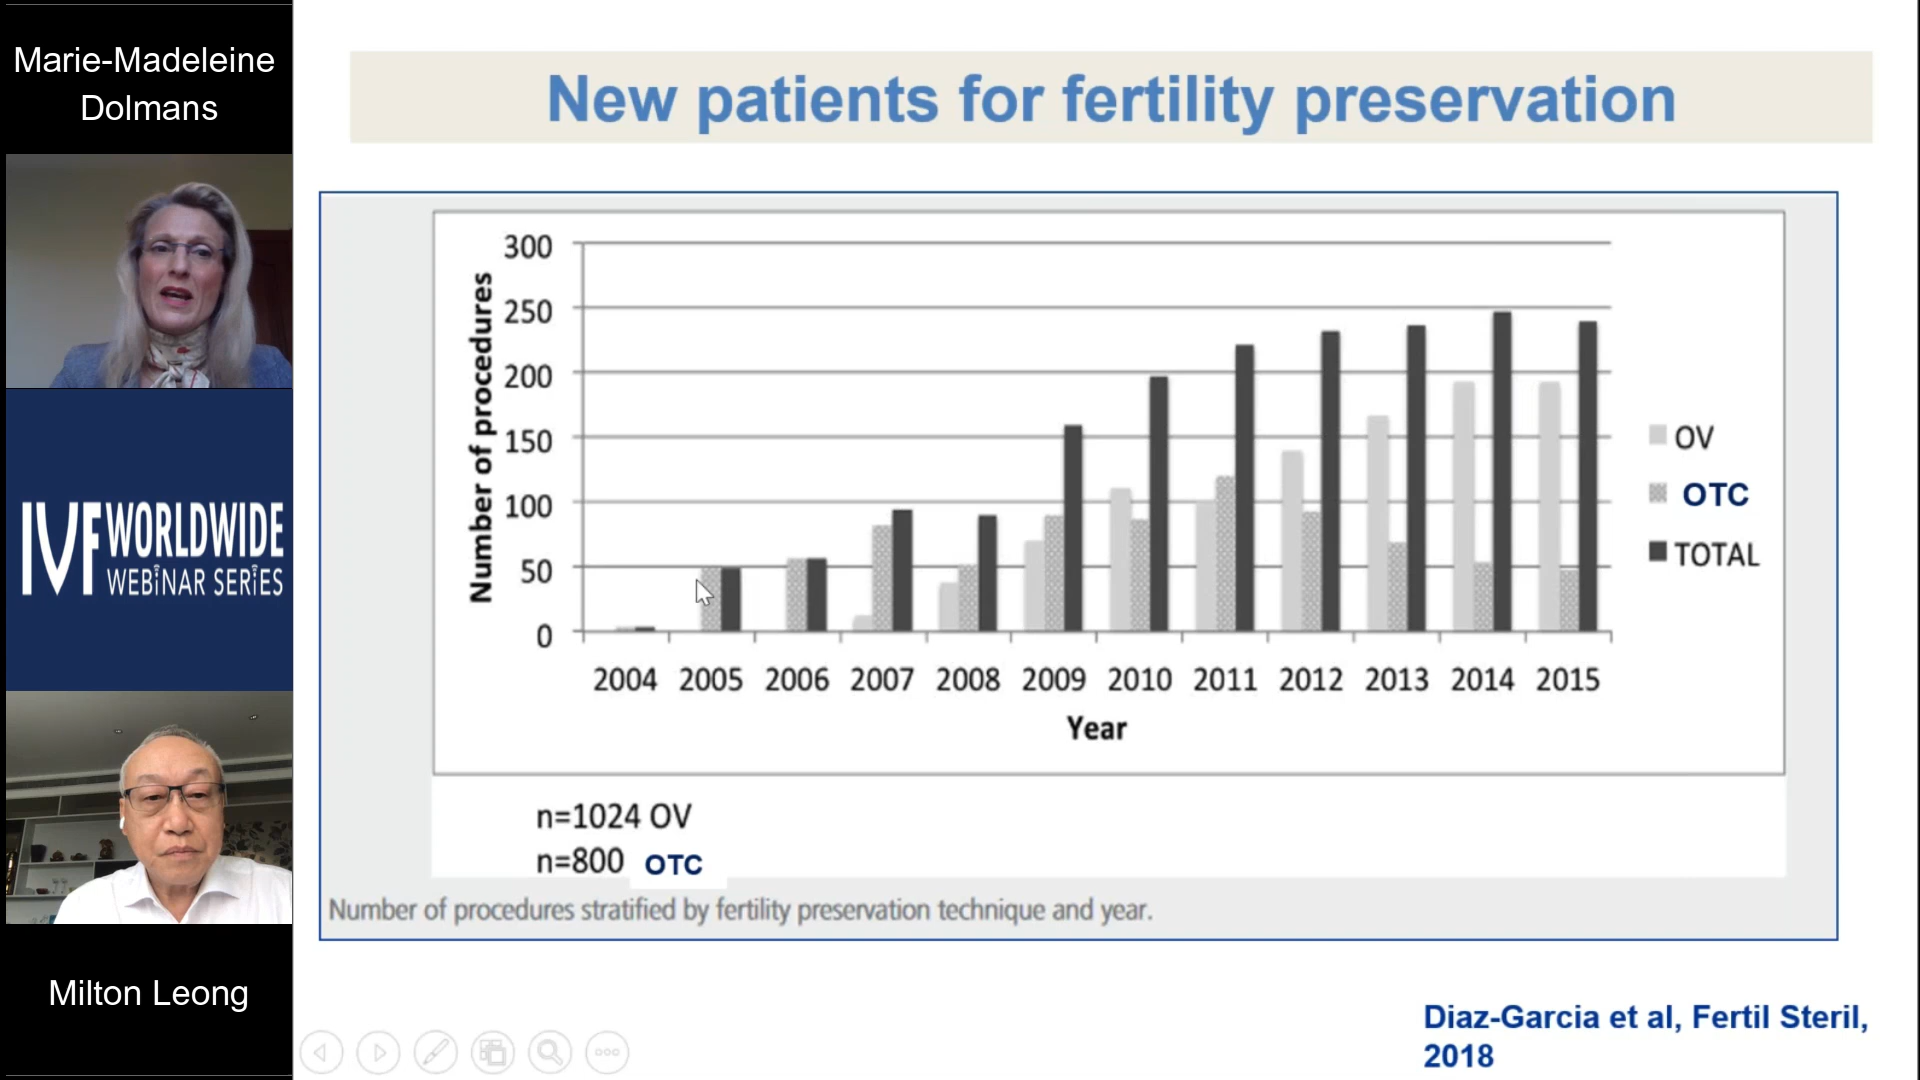 Marie-Madeleine
Dolmans
IVF WORLDWIDE
WEBINAR SERIES
Milton Leong
New patients for fertility preservation
Number of procedures
300
250
200
150
100
50
0
2004 2005 2006 2007 2008 2009 2010 2011 2012 2013 2014 2015
Year
OV
OTC
TOTAL
n=1024 OV
n=800 OTC
Number of procedures stratified by fertility preservation technique and year.
Diaz-Garcia et al, Fertil Steril,
2018